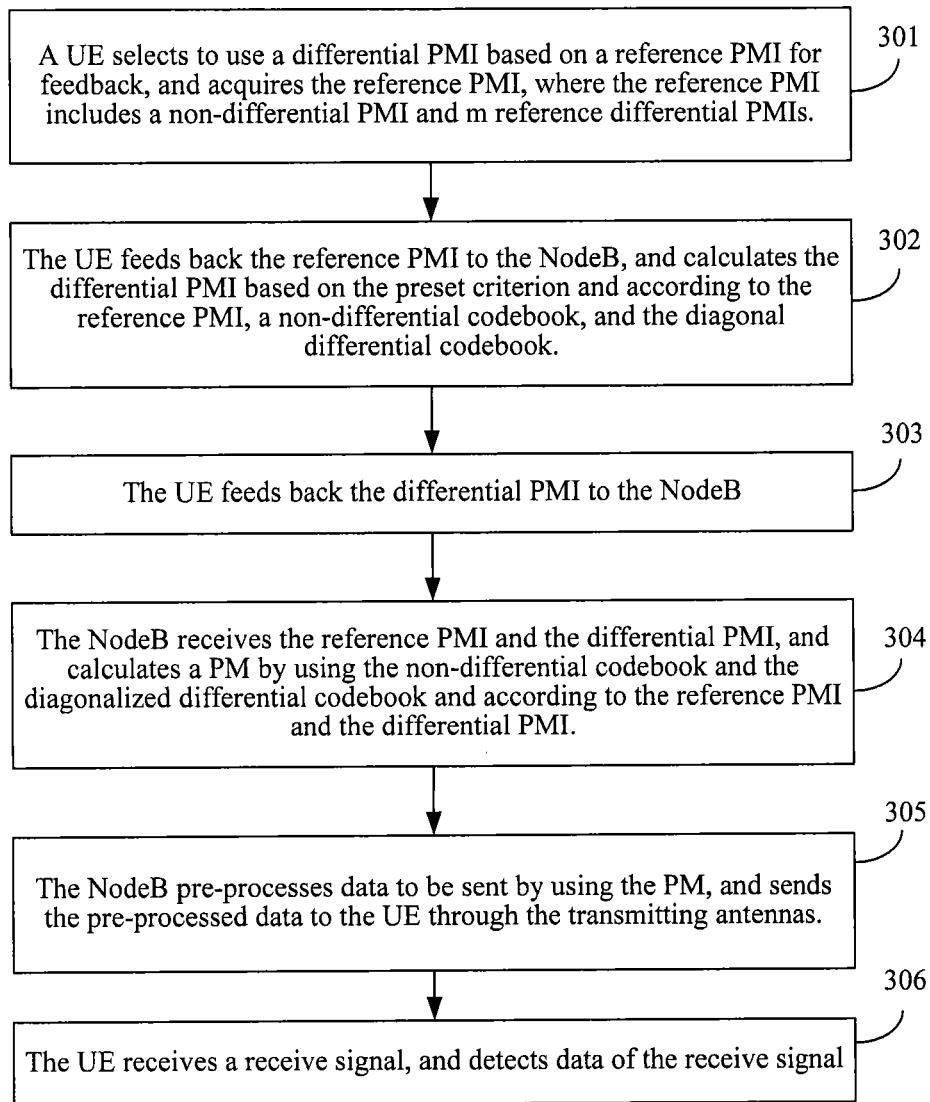 A UE selects to use a differential PMI based on a reference PMI for
feedback, and acquires the reference PMI, where the reference PMI
includes a non-differential PMI and m reference differential PMIs.
301
The UE feeds back the reference PMI to the NodeB, and calculates the
differential PMI based on the preset criterion and according to the
reference PMI, a non-differential codebook, and the diagonal
differential codebook.
302
The UE feeds back the differential PMI to the NodeB
303
The NodeB receives the reference PMI and the differential PMI, and
calculates a PM by using the non-differential codebook and the
diagonalized differential codebook and according to the reference PMI
and the differential PMI.
304
The NodeB pre-processes data to be sent by using the PM, and sends
the pre-processed data to the UE through the transmitting antennas.
305
The UE receives a receive signal, and detects data of the receive signal
306